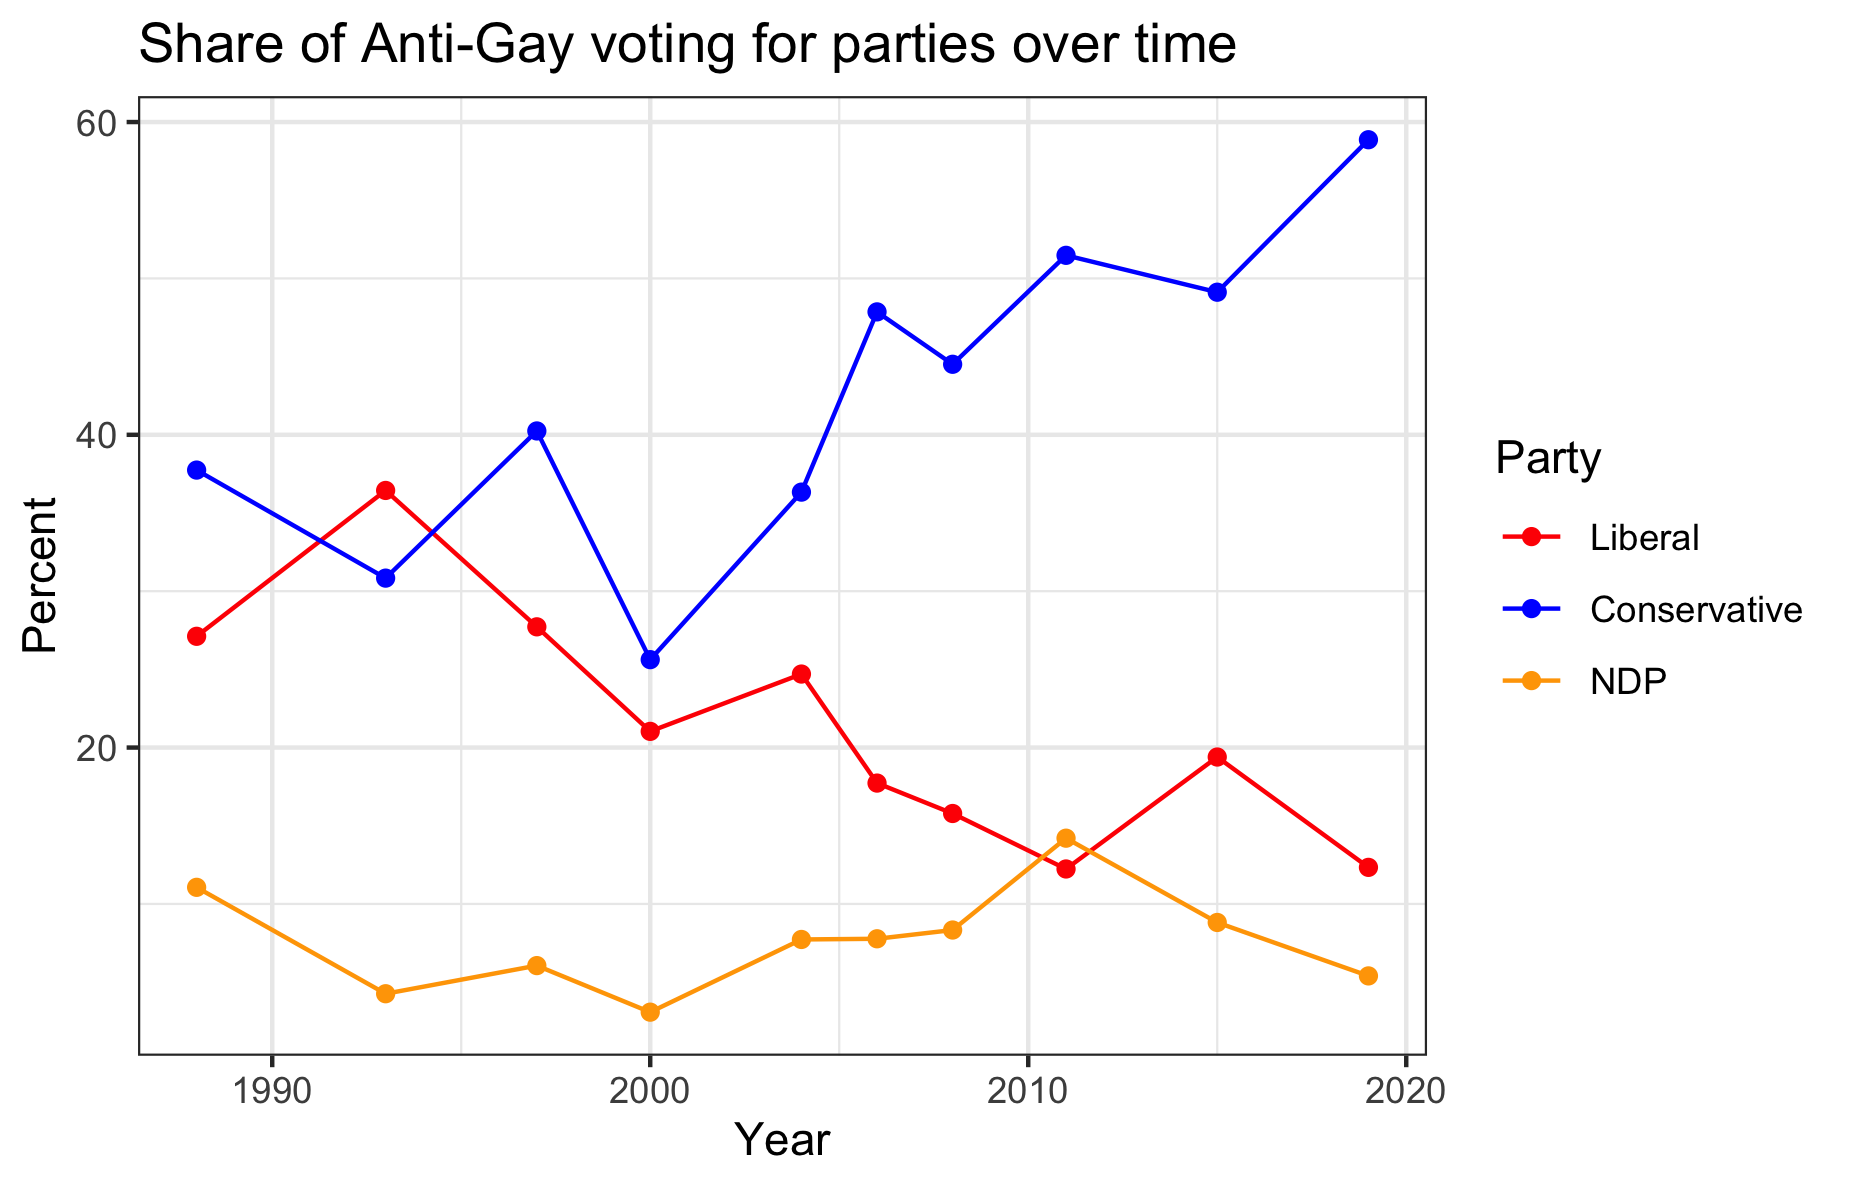 Share of Anti-Gay voting for parties over time
60
40
20
Percent
1990
2000
2010
2020
Year
Party
Liberal
Conservative
NDP